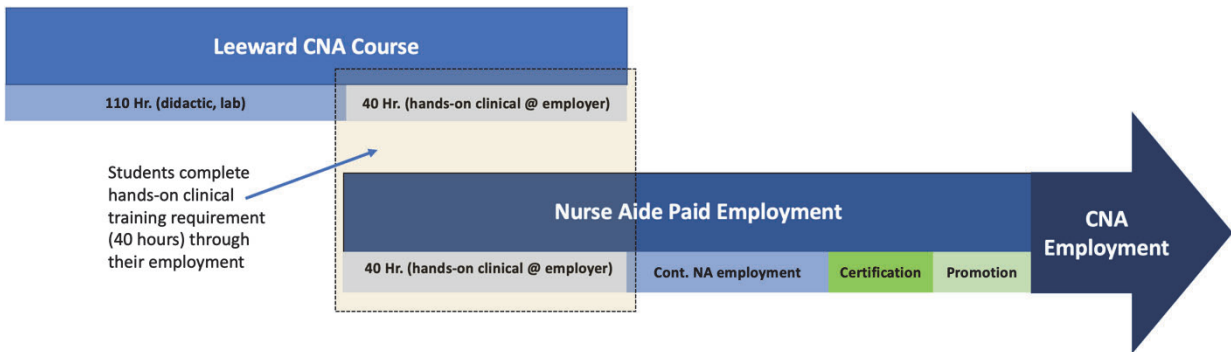 Leeward CNA Course
110 Hr. (didactic, lab)
40 Hr. (hands-on clinical @ employer)
Students complete
hands-on clinical
training requirement
(40 hours) through
their employment
Nurse Aide Paid Employment
40 Hr. (hands-on clinical @ employer)
Cont. NA employment
Certification
Promotion
CNA
Employment